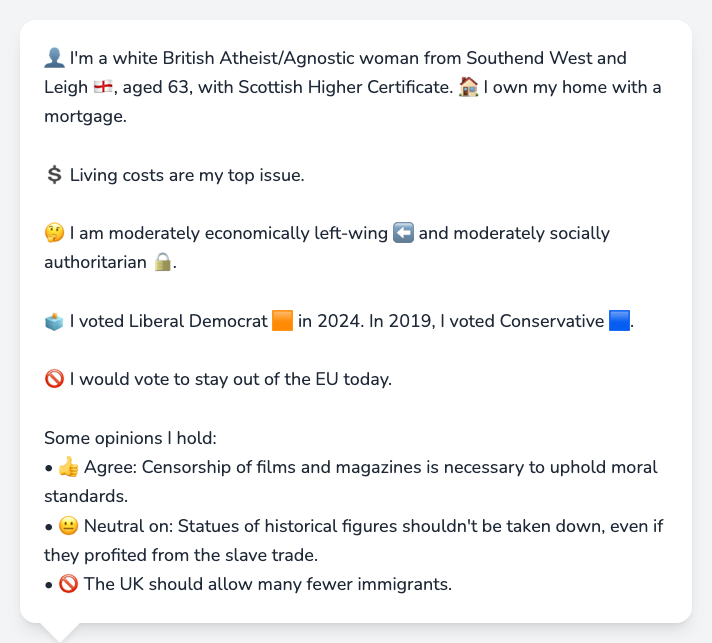 👤 I'm a white British Atheist/Agnostic woman from Southend West and
Leigh 🏴󠁧󠁢󠁥󠁮󠁧󠁿, aged 63, with Scottish Higher Certificate. 🏠 I own my home with a
mortgage.
💲 Living costs are my top issue.
🤔 I am moderately economically left-wing ⬅️ and moderately socially
authoritarian 🔒.
🗳️ I voted Liberal Democrat 🟧 in 2024. In 2019, I voted Conservative 🟦.
🚫 I would vote to stay out of the EU today.
Some opinions I hold:
• 👍 Agree: Censorship of films and magazines is necessary to uphold moral
standards.
• 😐 Neutral on: Statues of historical figures shouldn't be taken down, even if
they profited from the slave trade.
• 🚫 The UK should allow many fewer immigrants.